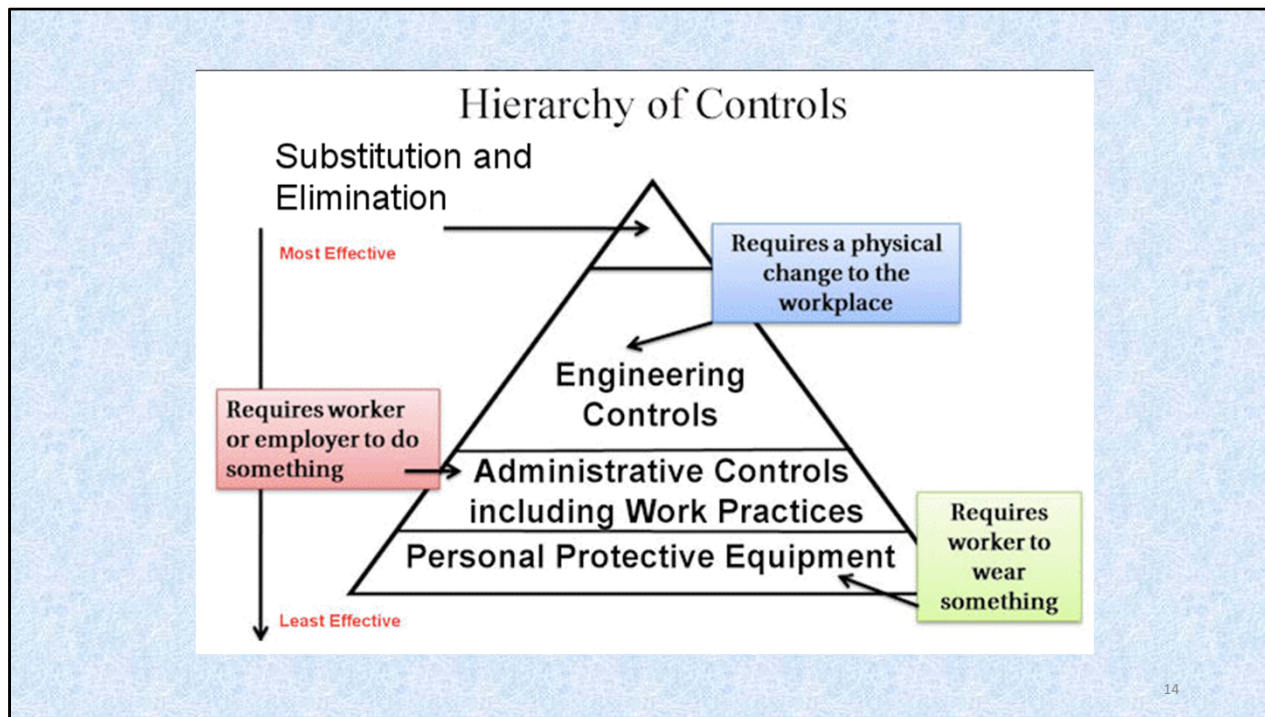 Hierarchy of Controls
Substitution and
Elimination
Most Effective
Requires a physical
change to the
workplace
Engineering
Controls
Requires worker
or employer to do
something
Administrative Controls
including Work Practices
Personal Protective Equipment
Requires
worker to
wear
something
Least Effective
14